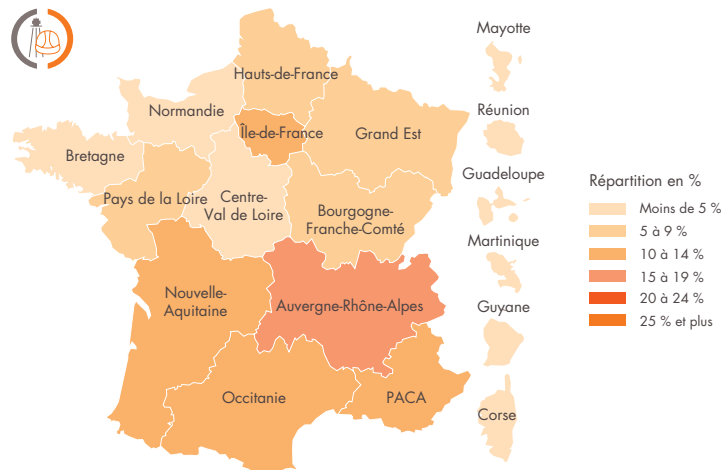 Mayotte
Hauts-de-France
Réunion
Normandie
Île-de-France
Grand Est
Bretagne
Guadeloupe
Répartition en %
Pays de la Loire
Centre-
Val de Loire
Moins de 5 %
Bourgogne-
Franche-Comté
5 à 9 %
Martinique
10 à 14 %
15 à 19 %
Nouvelle-
Aquitaine
Auvergne-Rhône-Alpes
20 à 24 %
Guyane
25 % et plus
Occitanie
PACA
Corse